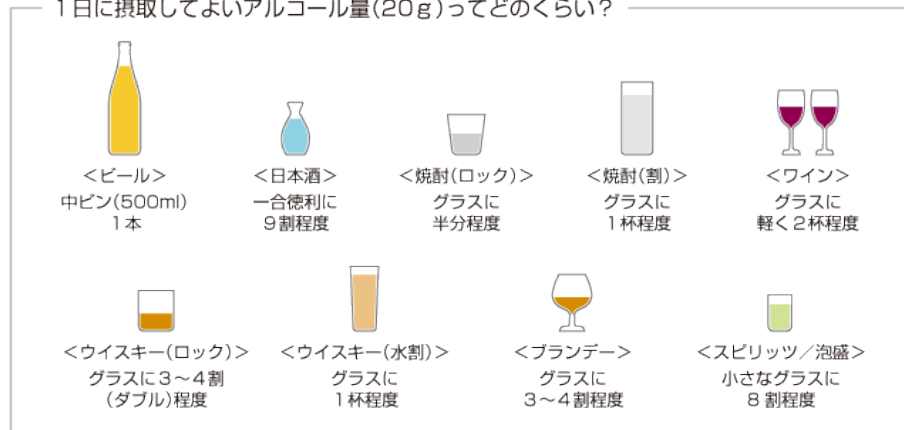 1日に摂取してよいアルコール量(20g)ってどのくらい？
＜ビール＞
中ビン(500ml)
1本
＜日本酒＞
一合徳利に
9割程度
＜焼酎(ロック)＞
グラスに
半分程度
＜焼酎(割)＞
グラスに
1杯程度
＜ワイン＞
グラスに
軽く2杯程度
＜ウイスキー(ロック)＞
グラスに3〜4割
(ダブル)程度
＜ウイスキー(水割)＞
グラスに
1杯程度
＜ブランデー＞
グラスに
3〜4割程度
＜スピリッツ／泡盛＞
小さなグラスに
8割程度